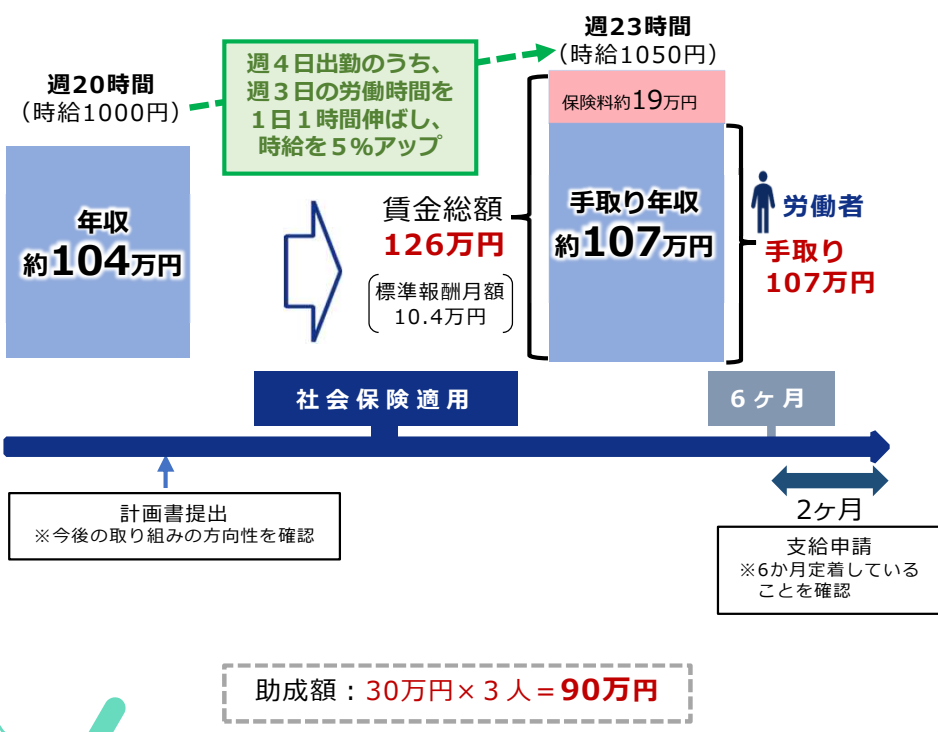 週20時間
（時給1000円）
週４日出勤のうち、
週３日の労働時間を
１日１時間伸ばし、
時給を５%アップ
週23時間
（時給1050円）
保険料約19万円
年収
約104万円
賃金総額
126万円
標準報酬月額
10.4万円
手取り年収
約107万円
労働者
手取り
107万円
社会保険適用
６ヶ月
計画書提出
※今後の取り組みの方向性を確認
2ヶ月
支給申請
※6か月定着している
ことを確認
助成額：30万円×３人＝90万円